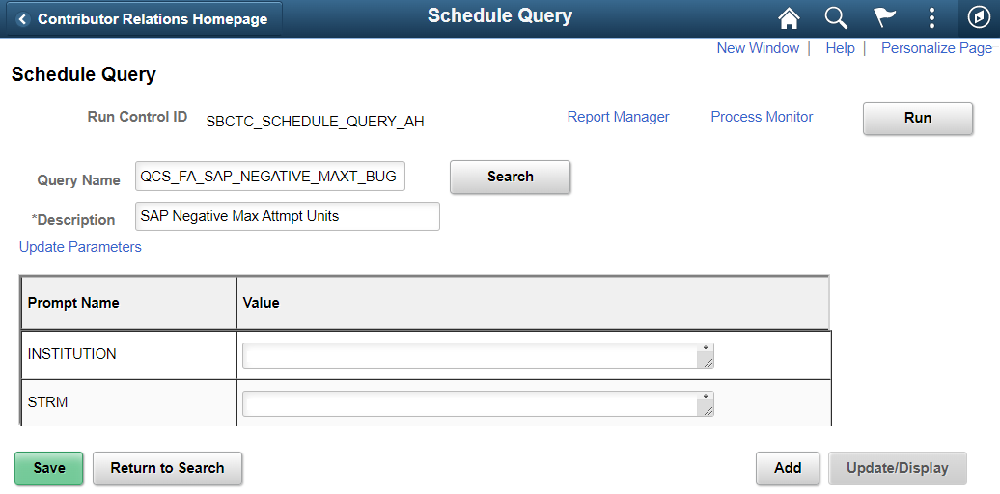 Contributor Relations Homepage
Schedule Query
New Window | Help | Personalize Page
Schedule Query
Run Control ID SBCTC_SCHEDULE_QUERY_AH Report Manager Process Monitor Run
Query Name QCS_FA_SAP_NEGATIVE_MAXT_BUG Search
*Description SAP Negative Max Attmpt Units
Update Parameters
Prompt Name Value
INSTITUTION
STRM
Save Return to Search Add Update/Display